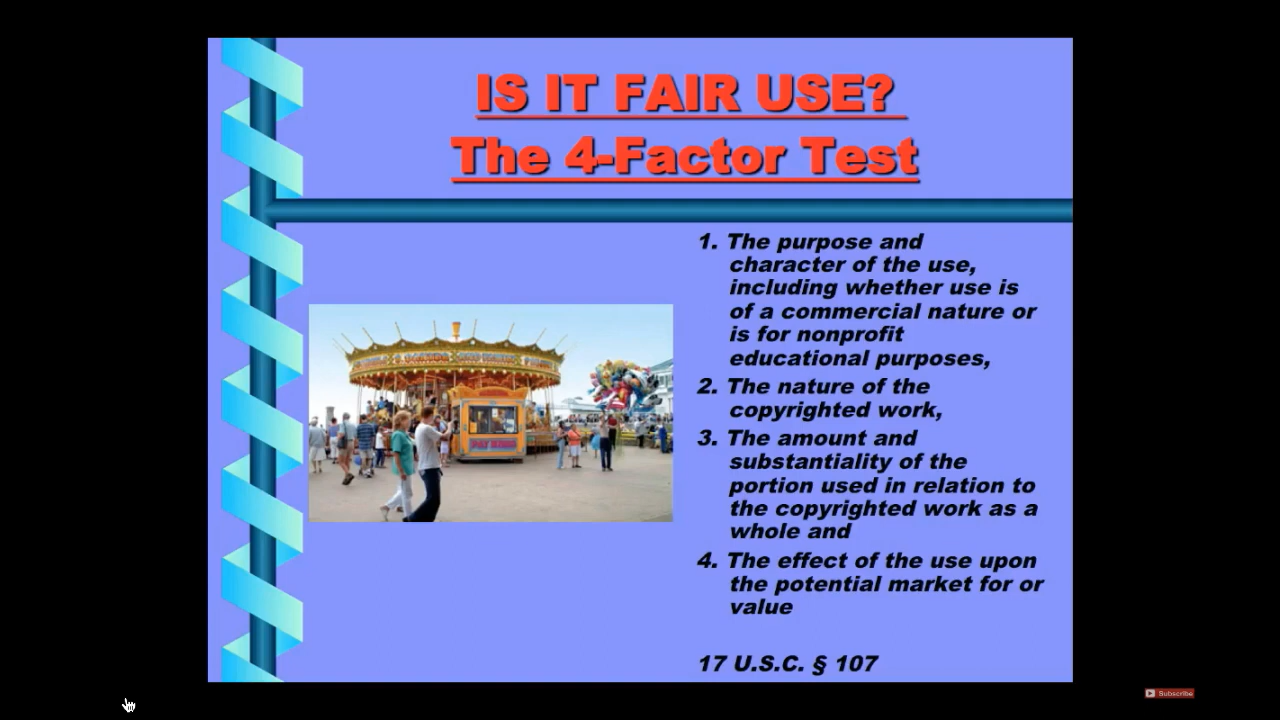 IS IT FAIR USE?
The 4-Factor Test
1. The purpose and
character of the use,
including whether use is
of a commercial nature or
is for nonprofit
educational purposes,
2. The nature of the
copyrighted work,
3. The amount and
substantiality of the
portion used in relation to
the copyrighted work as a
whole and
4. The effect of the use upon
the potential market for or
value
17 U.S.C. § 107
Subscribe